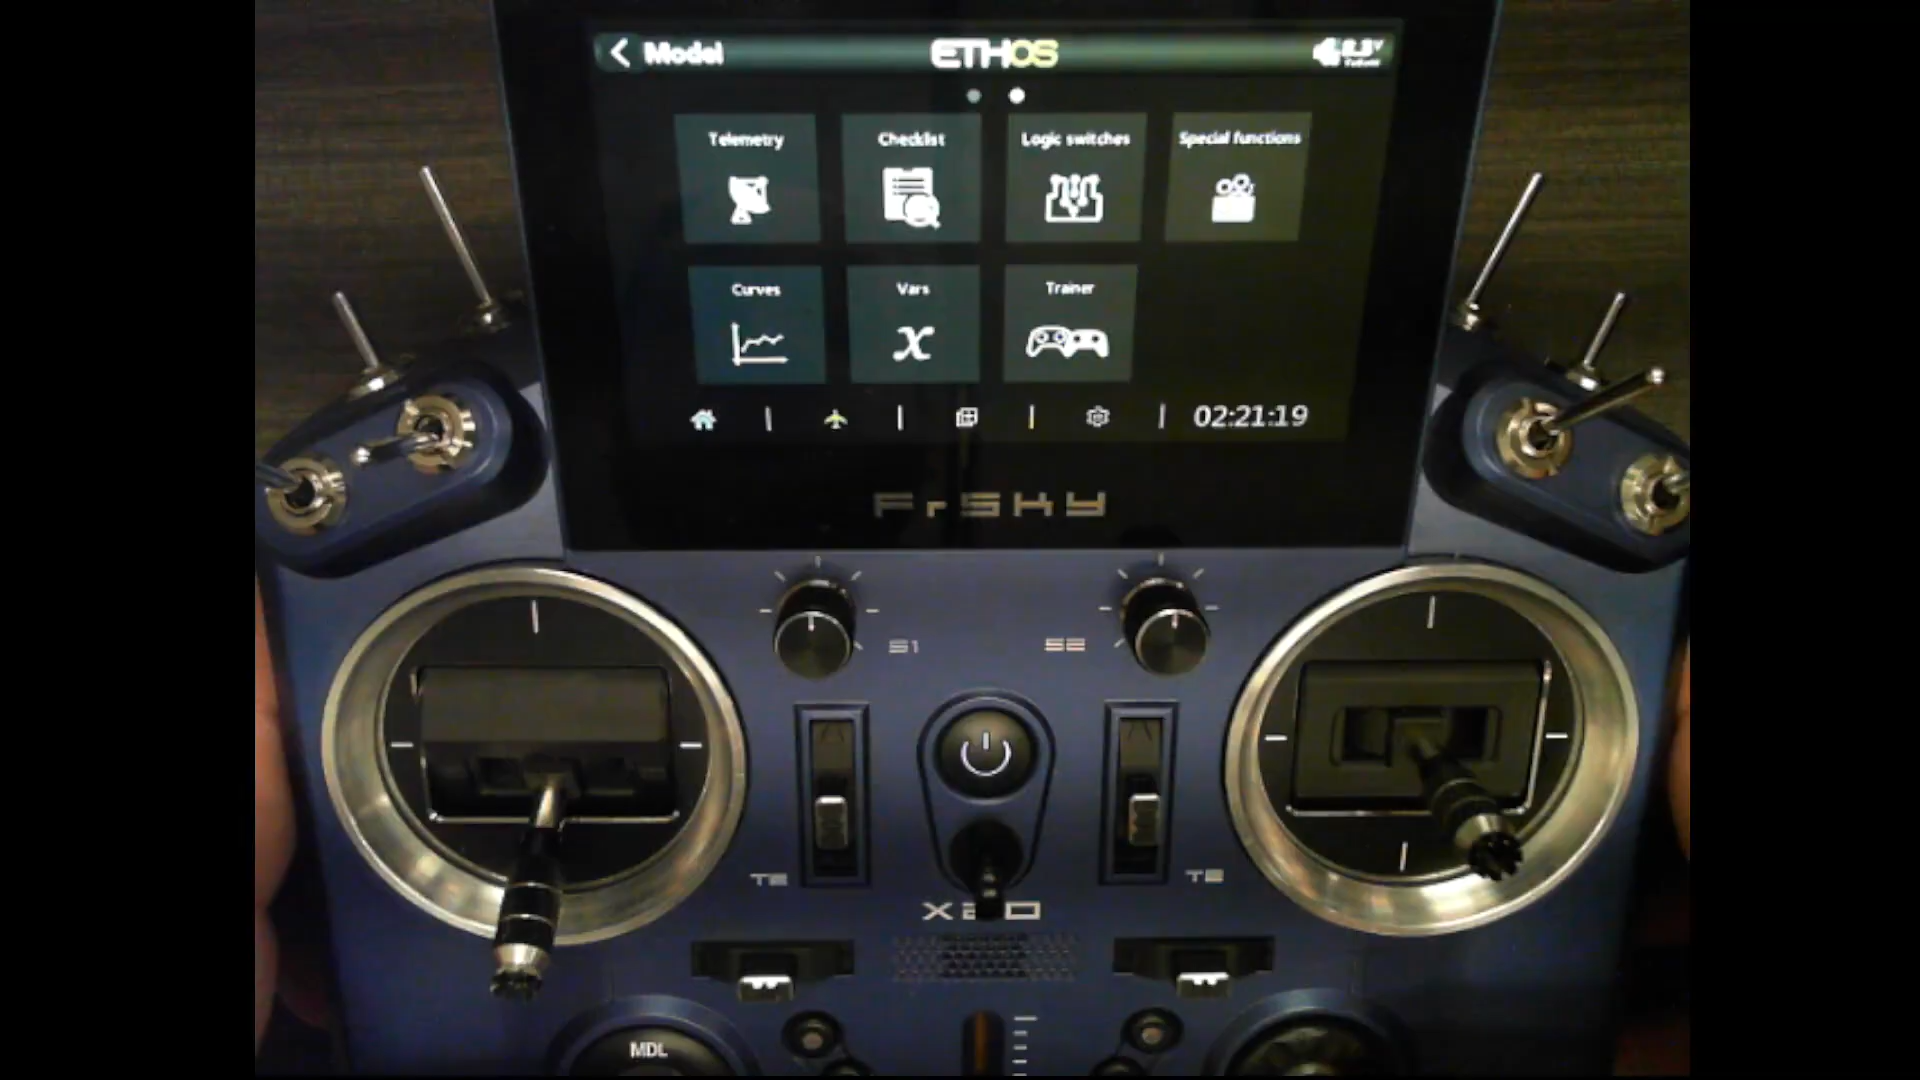 Model
ETHOS
Telemetry
Checklist
Logic switches
Special functions
Curves
Vars
Trainer
02:21:19
FrSKY
S1
S2
T2
X20
MDL